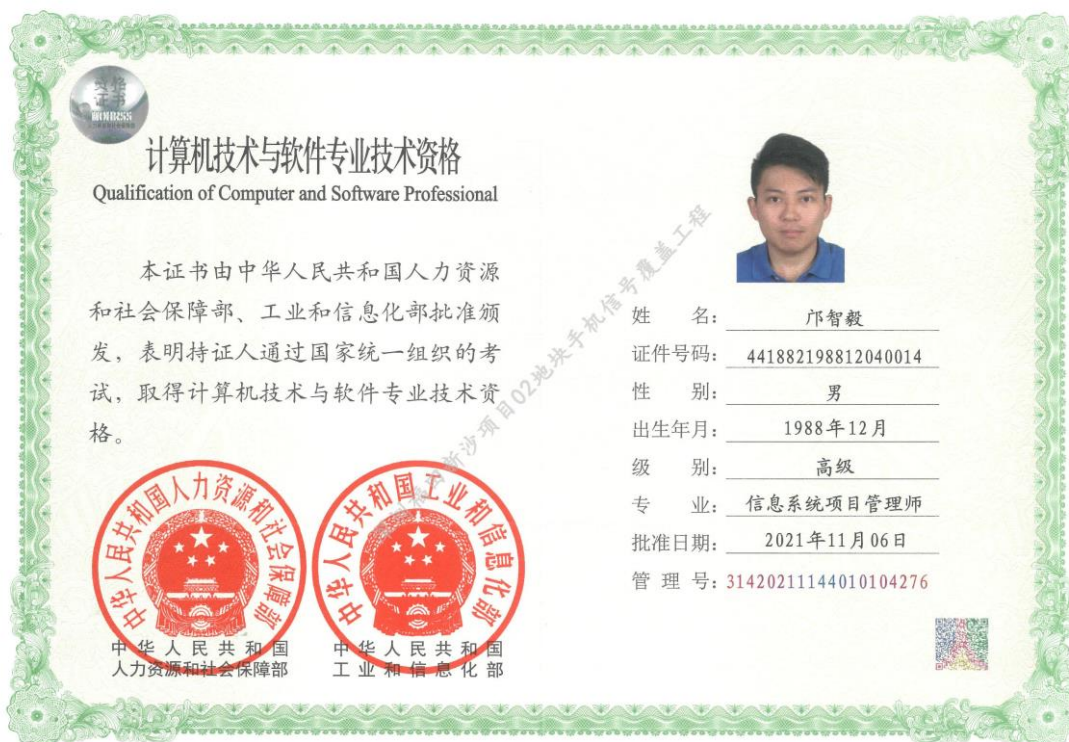 计算机技术与软件专业技术资格
Qualification of Computer and Software Professional
本证书由中华人民共和国人力资源
和社会保障部、工业和信息化部批准颁
发，表明持证人通过国家统一组织的考
试，取得计算机技术与软件专业技术资
格。
中华人民共和国人力资源和社会保障部
中华人民共和国工业和信息化部
中华人民共和国
人力资源和社会保障部
中华人民共和国
工业和信息化部
姓 名： 邝智毅
证件号码： 441882198812040014
性 别： 男
出生年月： 1988年12月
级 别： 高级
专 业： 信息系统项目管理师
批准日期： 2021年11月06日
管 理 号： 31420211144010104276
新沙项目02地块手机信号覆盖工程